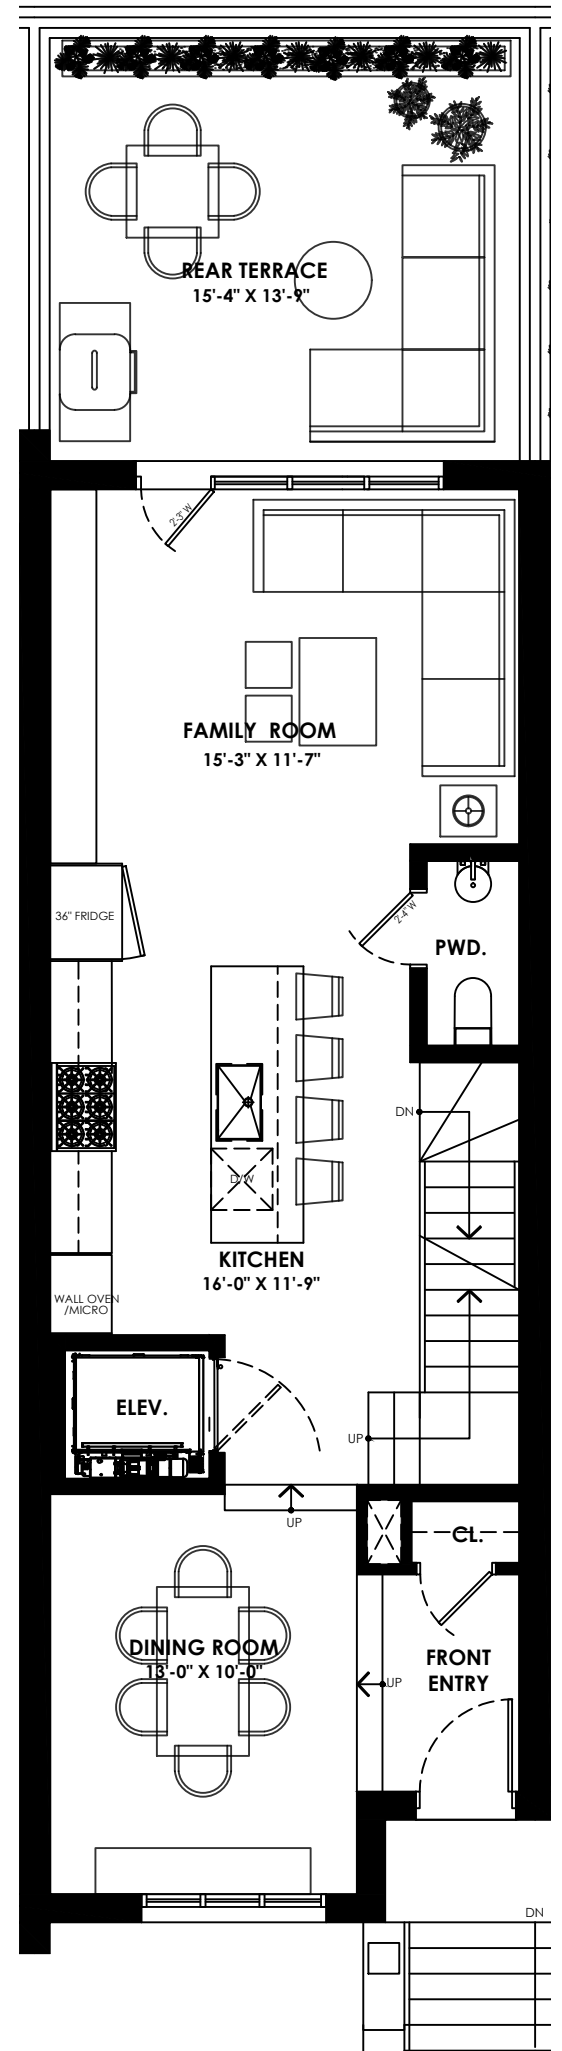 REAR TERRACE
15'-4" X 13'-9"
2'-3" W
FAMILY ROOM
15'-3" X 11'-7"
36" FRIDGE
2'-4" W
PWD.
DN
D/W
KITCHEN
16'-0" X 11'-9"
WALL OVEN
/MICRO
ELEV.
UP
UP
CL.
DINING ROOM
13'-0" X 10'-0"
FRONT
ENTRY
UP
DN